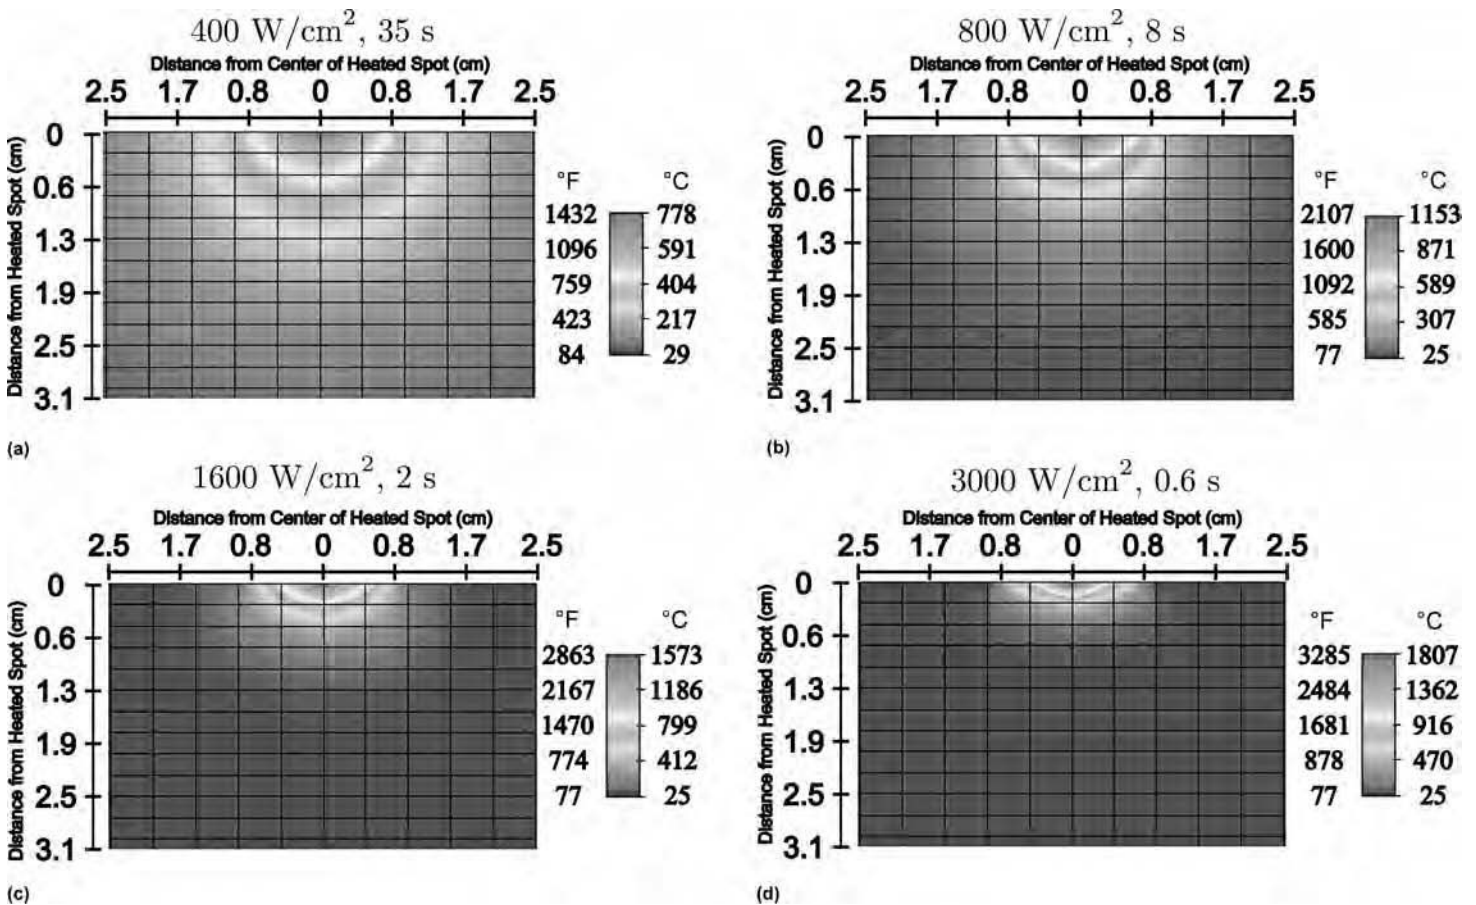 400 W/cm², 35 s
Distance from Center of Heated Spot (cm)
2.5 1.7 0.8 0 0.8 1.7 2.5
Distance from Heated Spot (cm)
0
0.6
1.3
1.9
2.5
3.1
°F °C
1432 778
1096 591
759 404
423 217
84 29
(a)
800 W/cm², 8 s
Distance from Center of Heated Spot (cm)
2.5 1.7 0.8 0 0.8 1.7 2.5
Distance from Heated Spot (cm)
0
0.6
1.3
1.9
2.5
3.1
°F °C
2107 1153
1600 871
1092 589
585 307
77 25
(b)
1600 W/cm², 2 s
Distance from Center of Heated Spot (cm)
2.5 1.7 0.8 0 0.8 1.7 2.5
Distance from Heated Spot (cm)
0
0.6
1.3
1.9
2.5
3.1
°F °C
2863 1573
2167 1186
1470 799
774 412
77 25
(c)
3000 W/cm², 0.6 s
Distance from Center of Heated Spot (cm)
2.5 1.7 0.8 0 0.8 1.7 2.5
Distance from Heated Spot (cm)
0
0.6
1.3
1.9
2.5
3.1
°F °C
3285 1807
2484 1362
1681 916
878 470
77 25
(d)